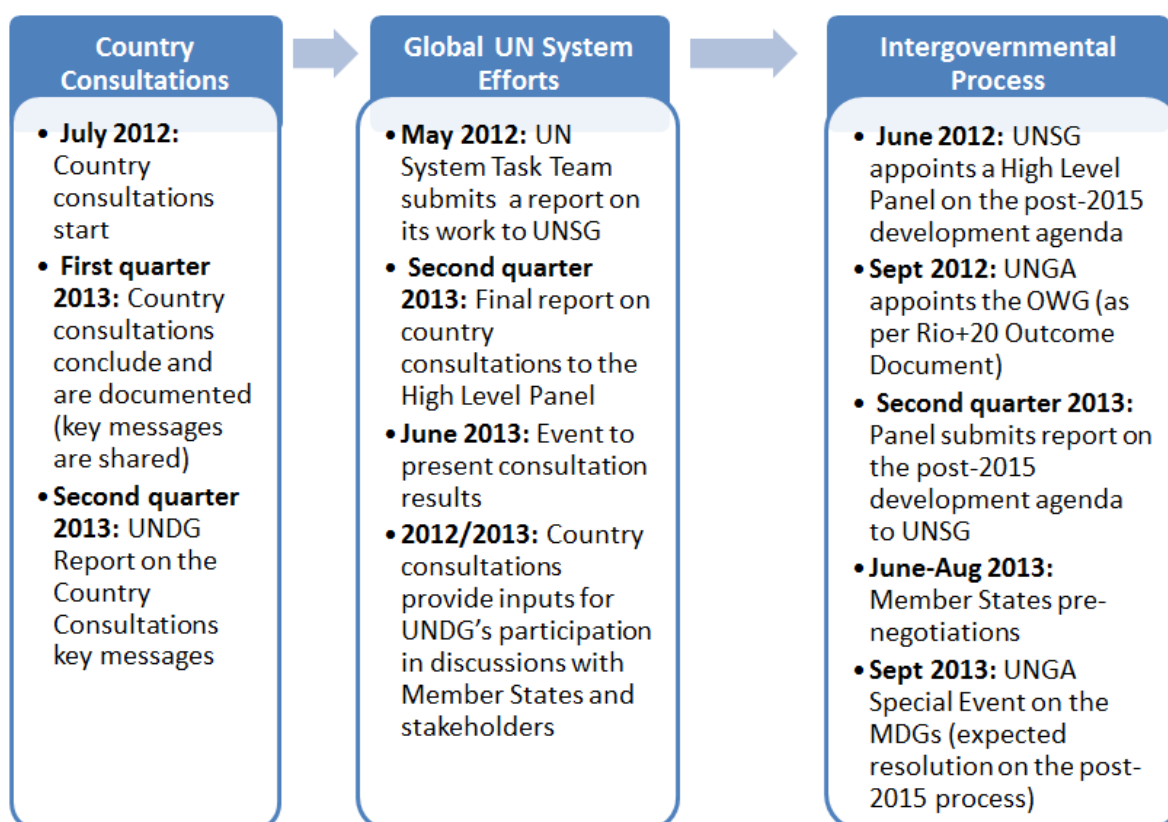 Country
Consultations
• July 2012:
Country
consultations
start
• First quarter
2013: Country
consultations
conclude and
are documented
(key messages
are shared)
• Second quarter
2013: UNDG
Report on the
Country
Consultations
key messages
Global UN System
Efforts
• May 2012: UN
System Task Team
submits a report on
its work to UNSG
• Second quarter
2013: Final report on
country
consultations to the
High Level Panel
• June 2013: Event to
present consultation
results
• 2012/2013: Country
consultations
provide inputs for
UNDG’s participation
in discussions with
Member States and
stakeholders
Intergovernmental
Process
• June 2012: UNSG
appoints a High Level
Panel on the post-2015
development agenda
• Sept 2012: UNGA
appoints the OWG (as
per Rio+20 Outcome
Document)
• Second quarter 2013:
Panel submits report on
the post-2015
development agenda
to UNSG
• June-Aug 2013:
Member States pre-
negotiations
• Sept 2013: UNGA
Special Event on the
MDGs (expected
resolution on the post-
2015 process)